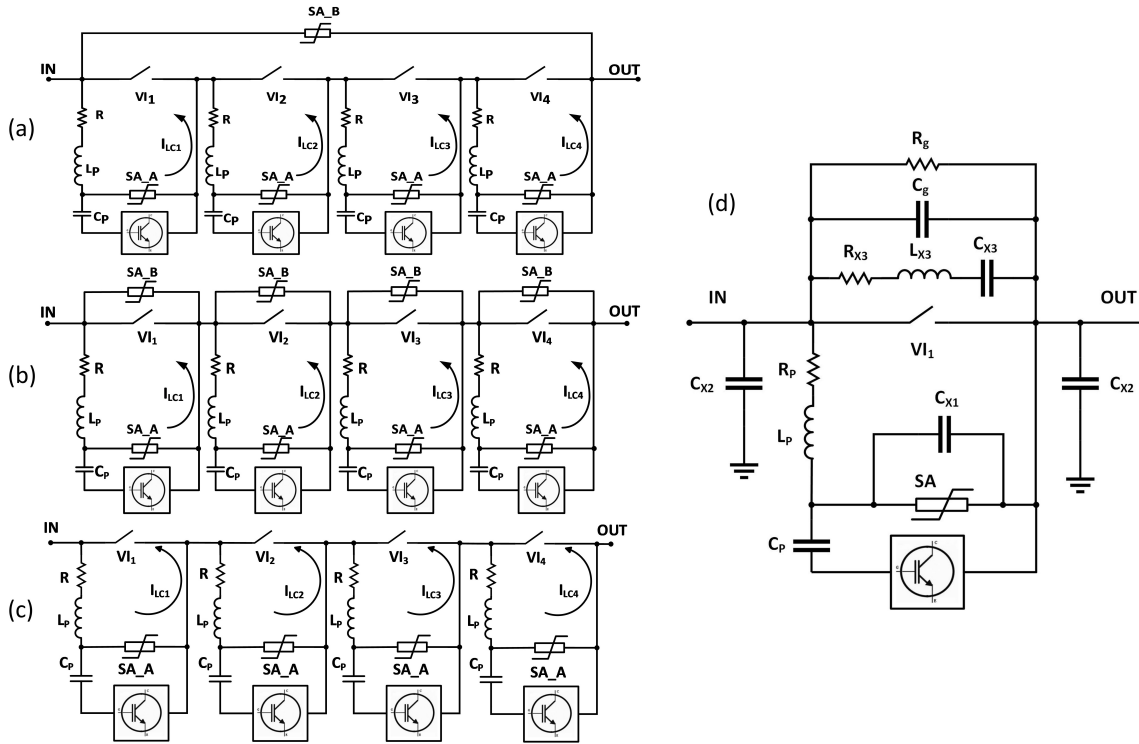 SA_B
IN
OUT
VI1 VI2 VI3 VI4
(a)
R R R R
ILC1 ILC2 ILC3 ILC4
LP LP LP LP
SA_A SA_A SA_A SA_A
CP CP CP CP
SA_B SA_B SA_B SA_B
IN
OUT
VI1 VI2 VI3 VI4
(b)
R R R R
ILC1 ILC2 ILC3 ILC4
LP LP LP LP
SA_A SA_A SA_A SA_A
CP CP CP CP
IN
OUT
VI1 VI2 VI3 VI4
(c)
R R R R
ILC1 ILC2 ILC3 ILC4
LP LP LP LP
CP CP CP CP
SA_A SA_A SA_A SA_A
(d)
Rg
Cg
RX3 LX3 CX3
IN
OUT
VI1
CX2 RP CX2
CX1
LP
SA
CP